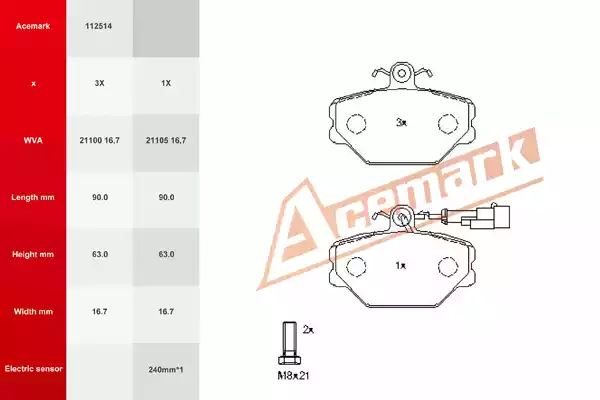 Acemark 112514
x 3X 1X
WVA 21100 16,7 21105 16,7
Length mm 90.0 90.0
Height mm 63.0 63.0
Width mm 16.7 16.7
Electric sensor 240mm*1
3x
Acemark
1x
2x
M8x21